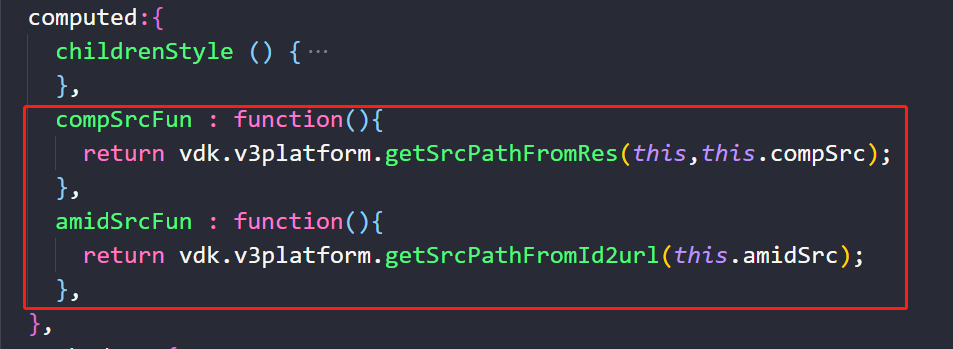 computed:{
childrenStyle () {···
},
compSrcFun : function(){
return vdk.v3platform.getSrcPathFromRes(this,this.compSrc);
},
amidSrcFun : function(){
return vdk.v3platform.getSrcPathFromId2url(this.amidSrc);
},
},